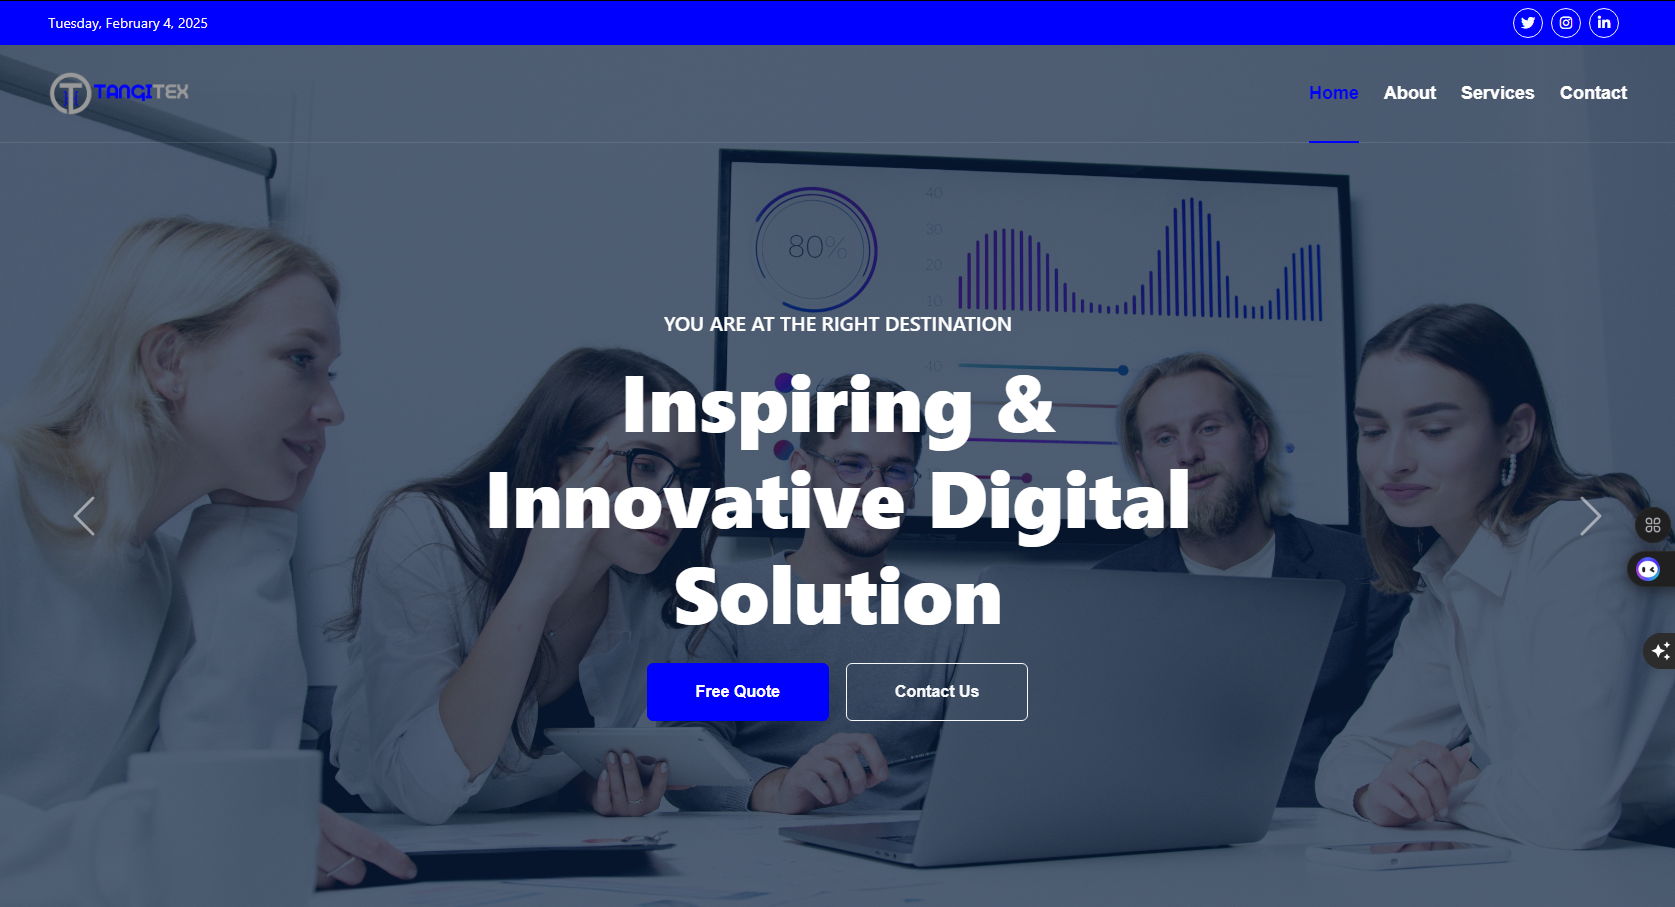 Tuesday, February 4, 2025
TANGITEX
Home About Services Contact
80%
40
30
20
10
40
YOU ARE AT THE RIGHT DESTINATION
Inspiring &
Innovative Digital
Solution
Free Quote Contact Us